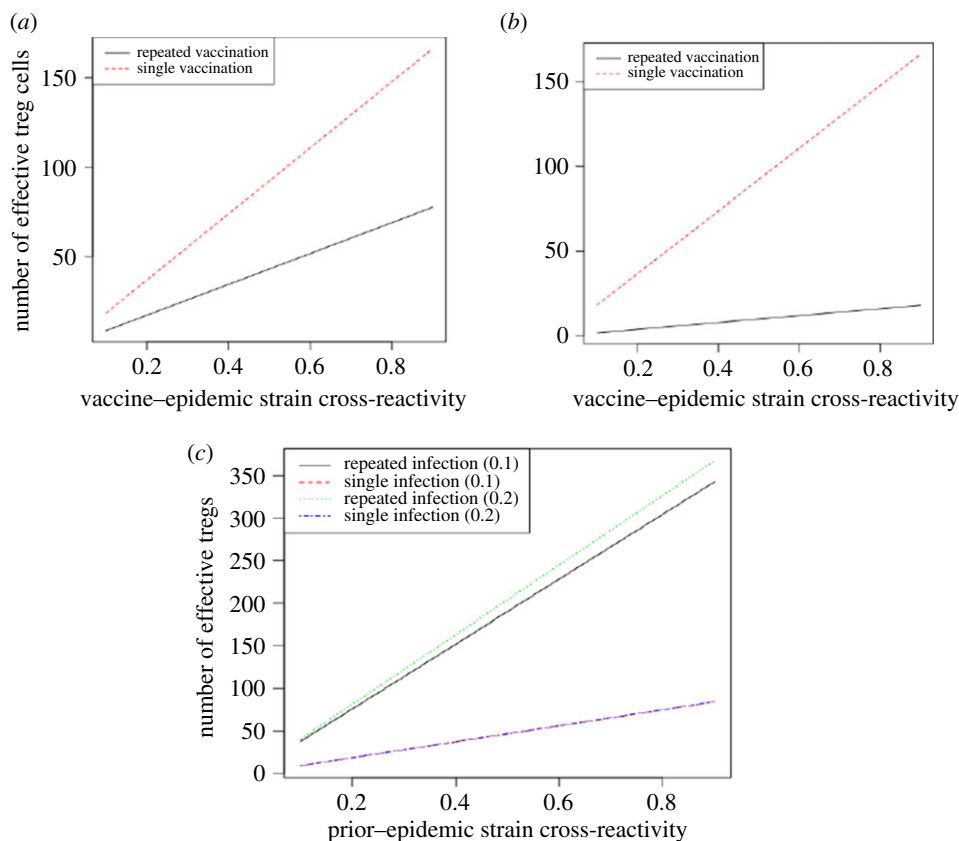 (a)
number of effective treg cells
150
100
50
repeated vaccination
single vaccination
0.2 0.4 0.6 0.8
vaccine–epidemic strain cross-reactivity
(b)
150
100
50
0
repeated vaccination
single vaccination
0.2 0.4 0.6 0.8
vaccine–epidemic strain cross-reactivity
(c)
number of effective tregs
350
300
250
200
150
100
50
0
repeated infection (0.1)
single infection (0.1)
repeated infection (0.2)
single infection (0.2)
0.2 0.4 0.6 0.8
prior–epidemic strain cross-reactivity